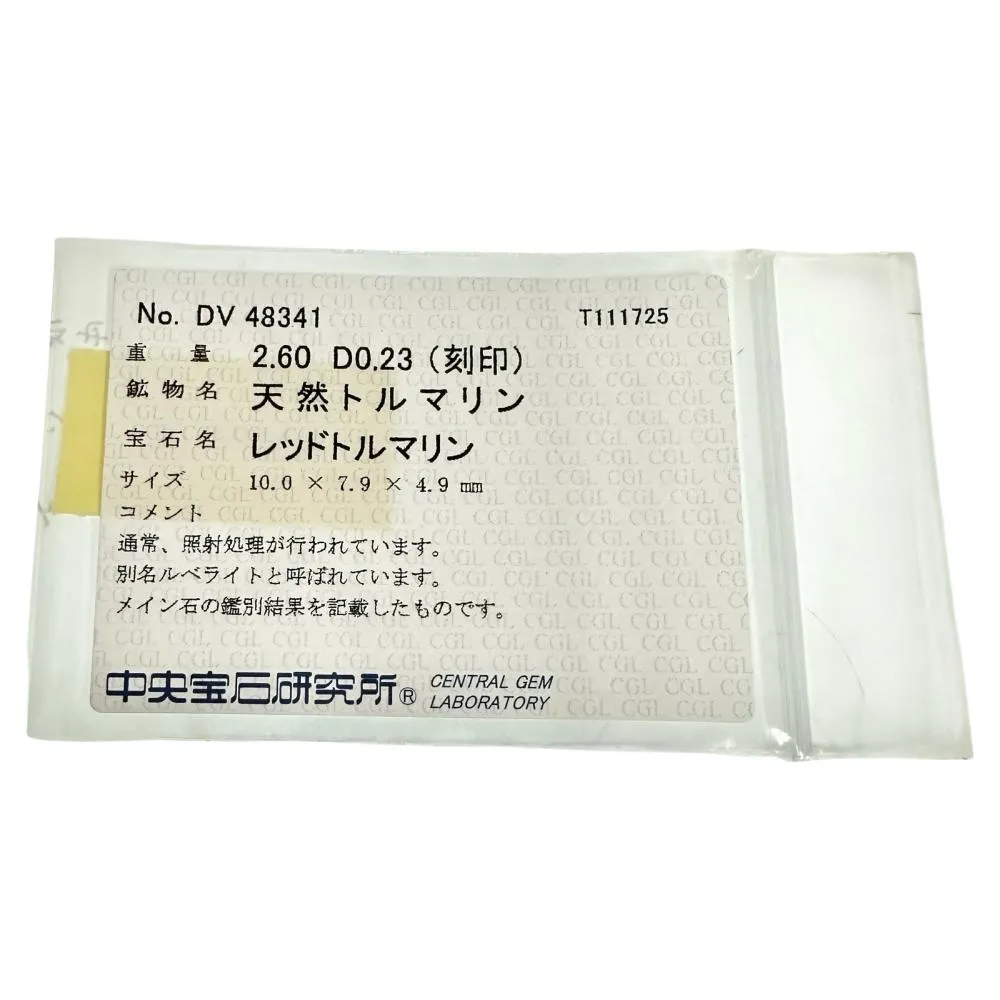 No. DV 48341 T111725
重 量 2.60 D0.23 (刻印)
鉱物名 天然トルマリン
宝石名 レッドトルマリン
サイズ 10.0 × 7.9 × 4.9 ㎜
コメント
通常、照射処理が行われています。
別名ルベライトと呼ばれています。
メイン石の鑑別結果を記載したものです。
中央宝石研究所® CENTRAL GEM
LABORATORY